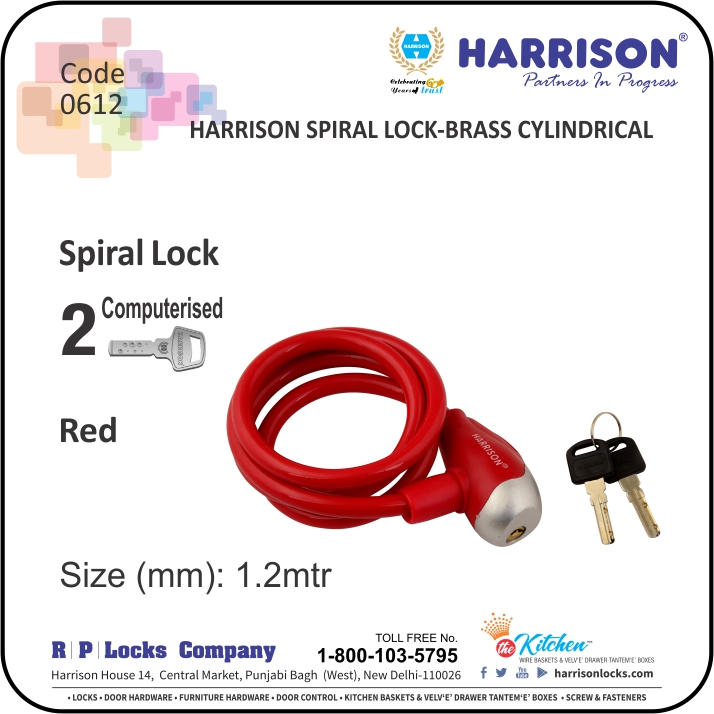 Code
0612
HARRISON
Celebrating
Years of trust
HARRISON®
Partners In Progress
HARRISON SPIRAL LOCK-BRASS CYLINDRICAL
Spiral Lock
2 Computerised
Red
HARRISON®
Size (mm): 1.2mtr
R|P|Locks Company
TOLL FREE No.
1-800-103-5795
the Kitchen™
WIRE BASKETS & VELV'E' DRAWER TANTEM'E' BOXES
Harrison House 14, Central Market, Punjabi Bagh (West), New Delhi-110026
f You Tube harrisonlocks.com
• LOCKS • DOOR HARDWARE • FURNITURE HARDWARE • DOOR CONTROL • KITCHEN BASKETS & VELV'E' DRAWER TANTEM'E' BOXES • SCREW & FASTENERS